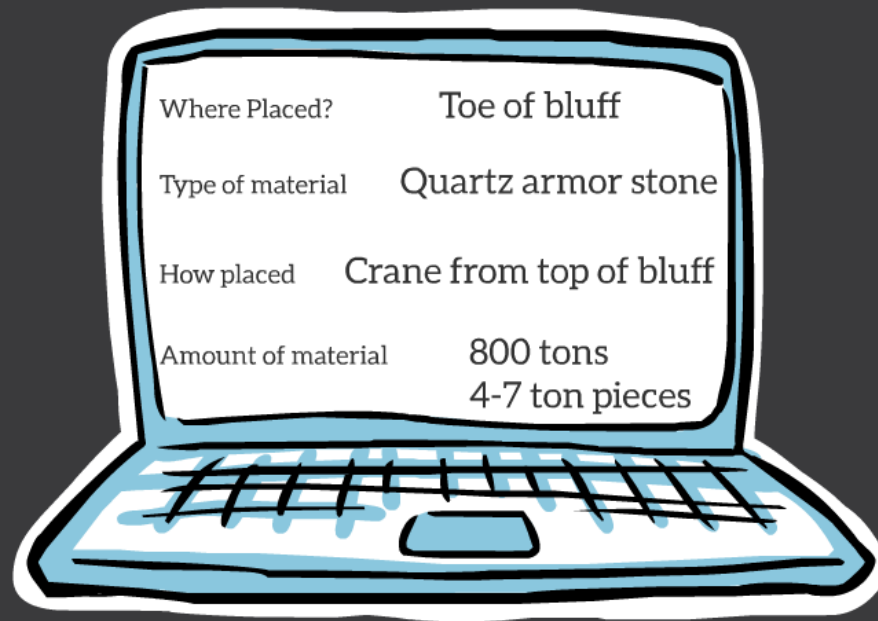 Where Placed? Toe of bluff
Type of material Quartz armor stone
How placed Crane from top of bluff
Amount of material 800 tons
4-7 ton pieces